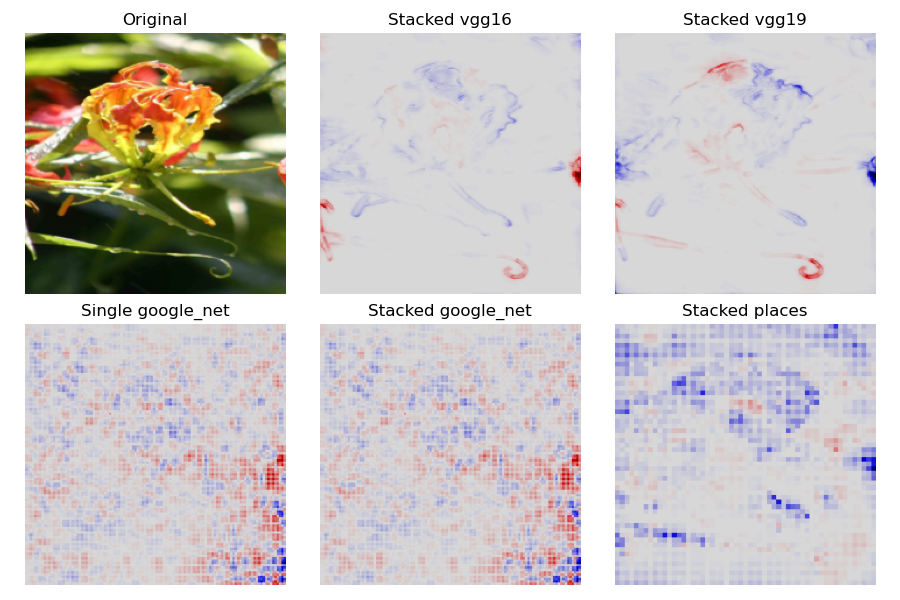 Original
Stacked vgg16
Stacked vgg19
Single google_net
Stacked google_net
Stacked places